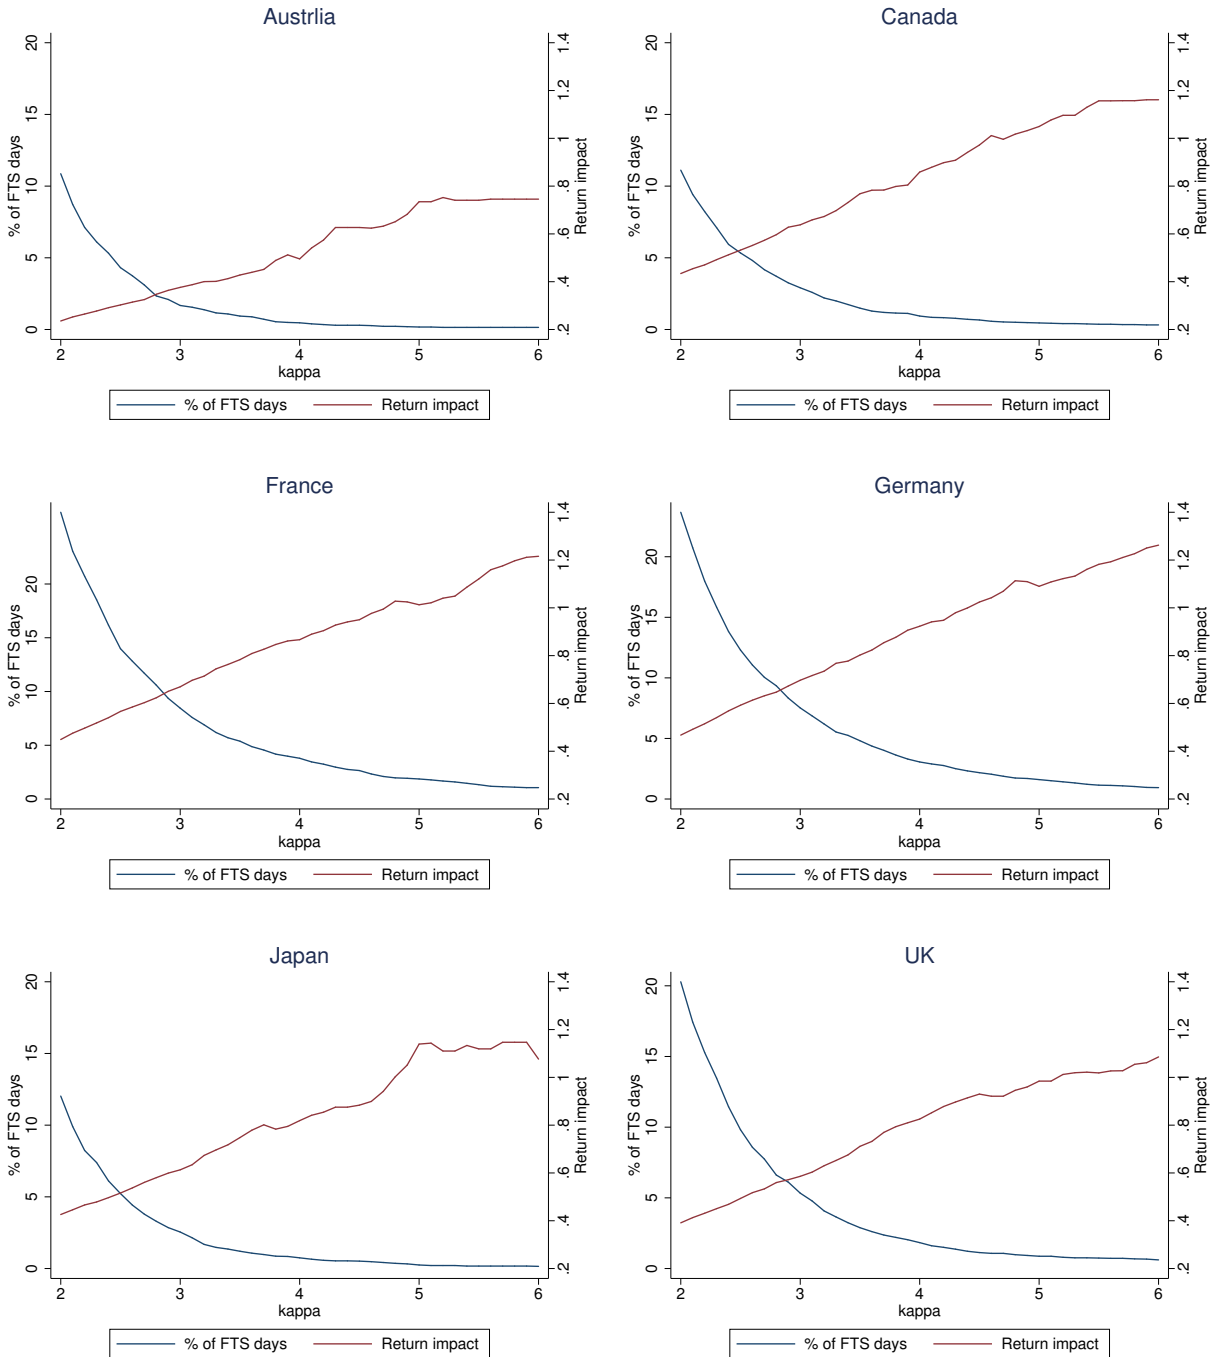 Austrlia
Canada
% of FTS days
0 5 10 15 20
.2 .4 .6 .8 1 1.2 1.4
Return impact
2 3 4 5 6
kappa
% of FTS days Return impact
% of FTS days
0 5 10 15 20
.2 .4 .6 .8 1 1.2 1.4
Return impact
2 3 4 5 6
kappa
% of FTS days Return impact
France
Germany
% of FTS days
0 5 10 15 20
.2 .4 .6 .8 1 1.2 1.4
Return impact
2 3 4 5 6
kappa
% of FTS days Return impact
% of FTS days
0 5 10 15 20
.2 .4 .6 .8 1 1.2 1.4
Return impact
2 3 4 5 6
kappa
% of FTS days Return impact
Japan
UK
% of FTS days
0 5 10 15 20
.2 .4 .6 .8 1 1.2 1.4
Return impact
2 3 4 5 6
kappa
% of FTS days Return impact
% of FTS days
0 5 10 15 20
.2 .4 .6 .8 1 1.2 1.4
Return impact
2 3 4 5 6
kappa
% of FTS days Return impact